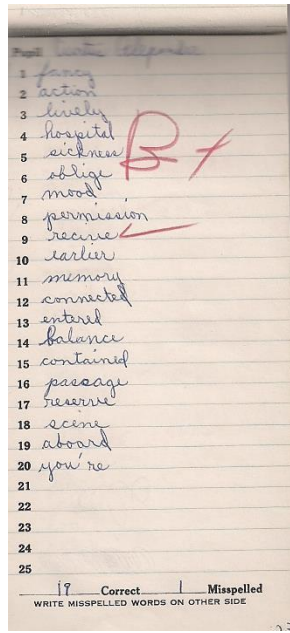 Pupil
1 fancy
2 action
3 lively
4 hospital
5 sickness
6 oblige
7 mood
8 permission
9 recive
10 earlier
11 memory
12 connected
13 entered
14 balance
15 contained
16 passage
17 reserve
18 scene
19 aboard
20 you're
21
22
23
24
25
B+
19 Correct 1 Misspelled
WRITE MISSPELLED WORDS ON OTHER SIDE